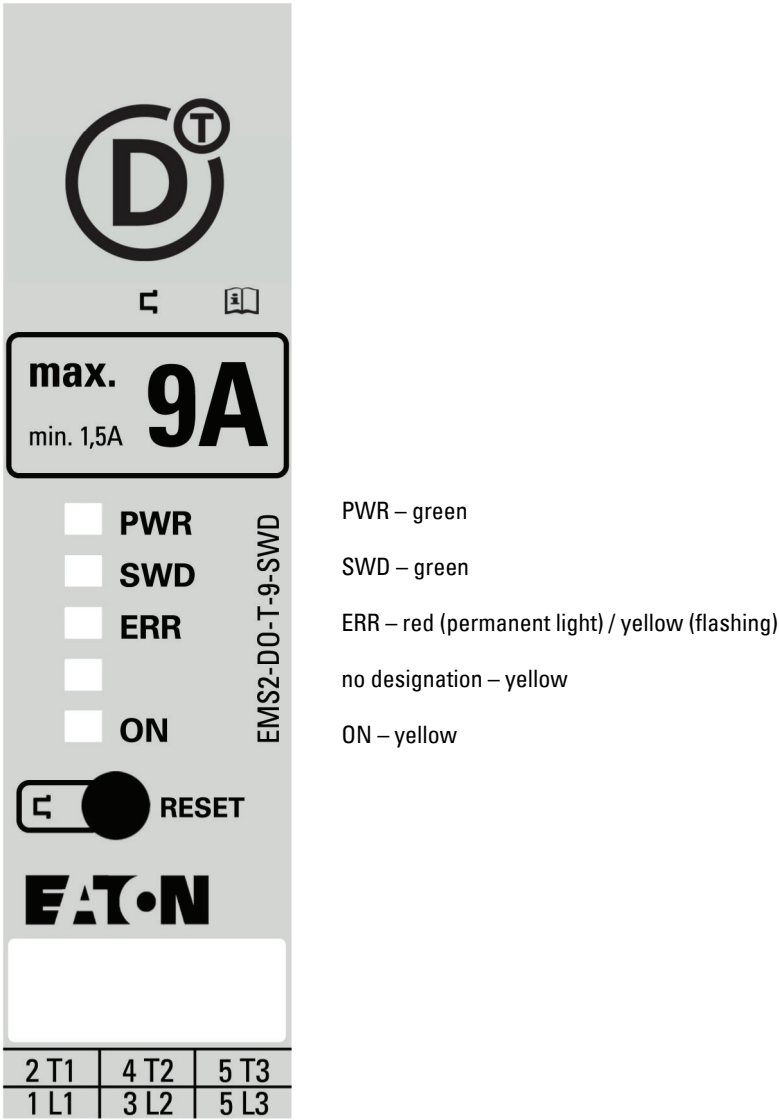 D T
max. 9A
min. 1,5A
PWR
SWD
ERR
ON
EMS2-DO-T-9-SWD
RESET
EATON
2 T1 4 T2 5 T3
1 L1 3 L2 5 L3
PWR – green
SWD – green
ERR – red (permanent light) / yellow (flashing)
no designation – yellow
ON – yellow